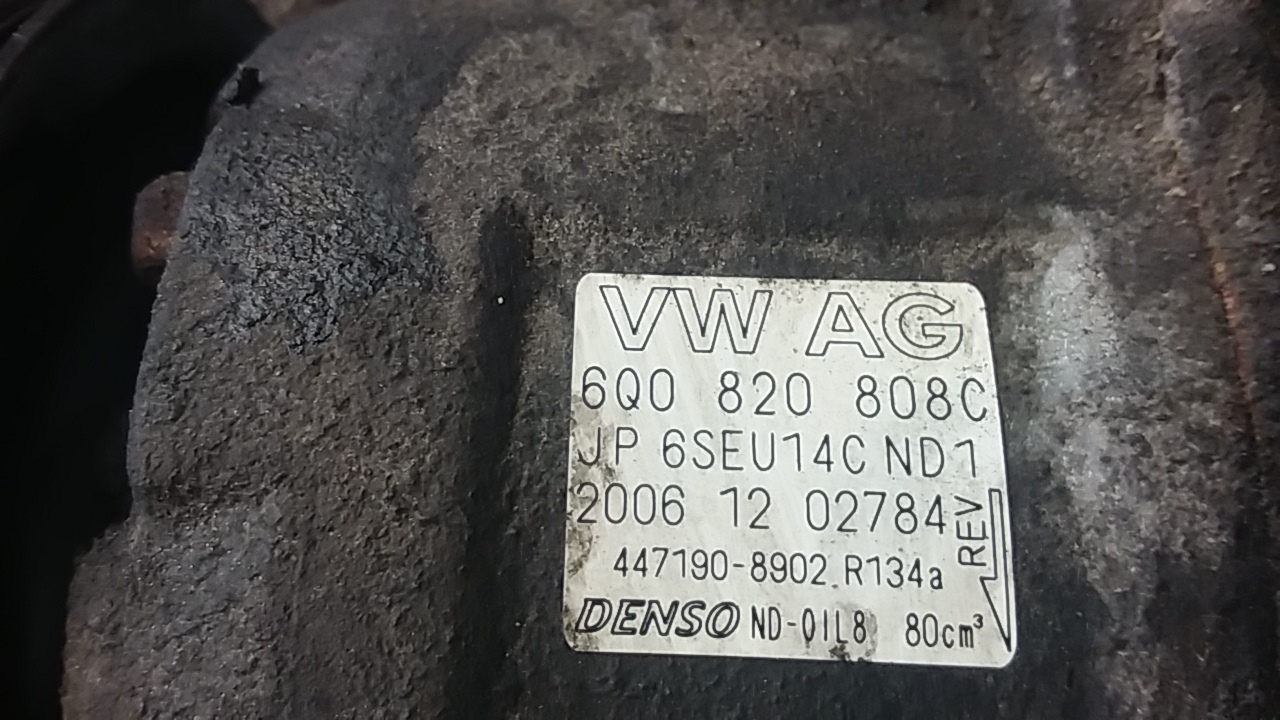 VW AG
6Q0 820 808C
JP 6SEU14C ND1
2006 12 02784
REV
447190-8902 R134a
DENSO ND-OIL8 80cm³